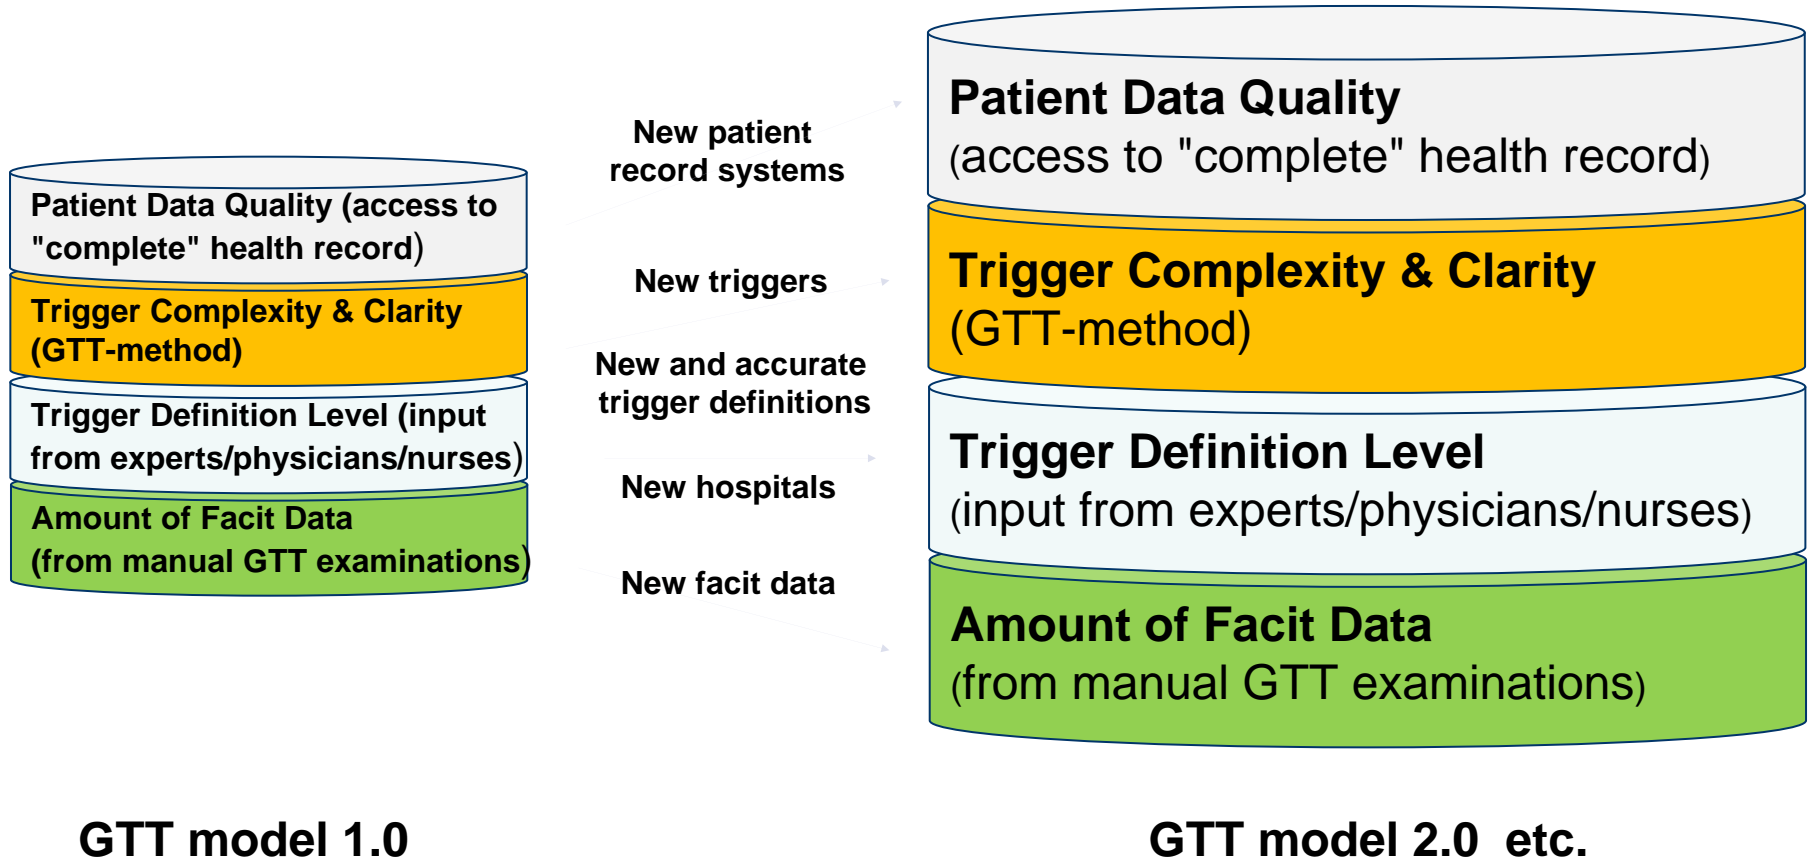 Patient Data Quality (access to
"complete" health record)
Trigger Complexity & Clarity
(GTT-method)
Trigger Definition Level (input
from experts/physicians/nurses)
Amount of Facit Data
(from manual GTT examinations)
GTT model 1.0
New patient
record systems
New triggers
New and accurate
trigger definitions
New hospitals
New facit data
Patient Data Quality
(access to "complete" health record)
Trigger Complexity & Clarity
(GTT-method)
Trigger Definition Level
(input from experts/physicians/nurses)
Amount of Facit Data
(from manual GTT examinations)
GTT model 2.0 etc.